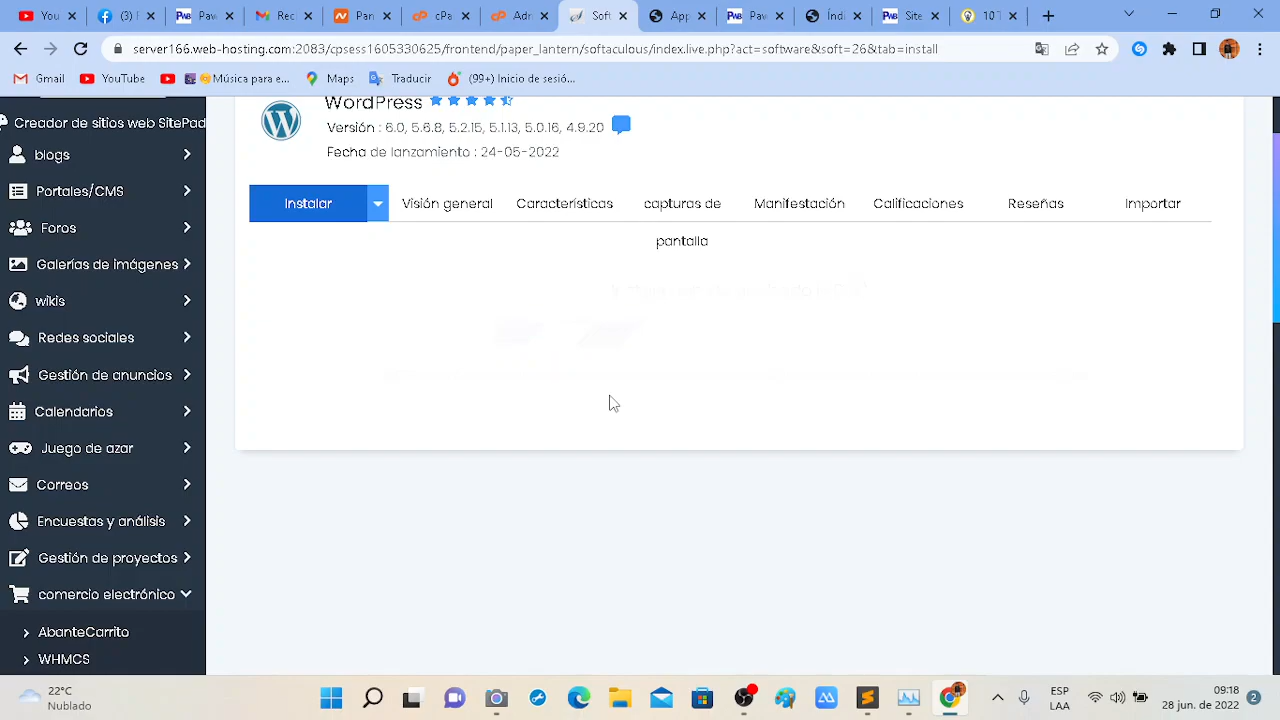 You
(3) F
Pav
Rec
Pan
cPa
Adr
Soft
App
Pav
Índi
Site
10 T
server166.web-hosting.com:2083/cpsess1605330625/frontend/paper_lantern/softaculous/index.live.php?act=software&soft=26&tab=install
Gmail
YouTube
Música para e...
Maps
Traducir
(99+) Inicio de sesió...
Creador de sitios web SitePad
blogs
Portales/CMS
Foros
Galerías de imágenes
wikis
Redes sociales
Gestión de anuncios
Calendarios
Juego de azar
Correos
Encuestas y análisis
Gestión de proyectos
comercio electrónico
AbanteCarrito
WHMCS
WordPress
Versión : 6.0, 5.6.8, 5.2.15, 5.1.13, 5.0.16, 4.9.20
Fecha de lanzamiento : 24-05-2022
Instalar
Visión general
Características
capturas de
pantalla
Manifestación
Calificaciones
Reseñas
Importar
22°C
Nublado
ESP
LAA
09:18
28 jun. de 2022
2